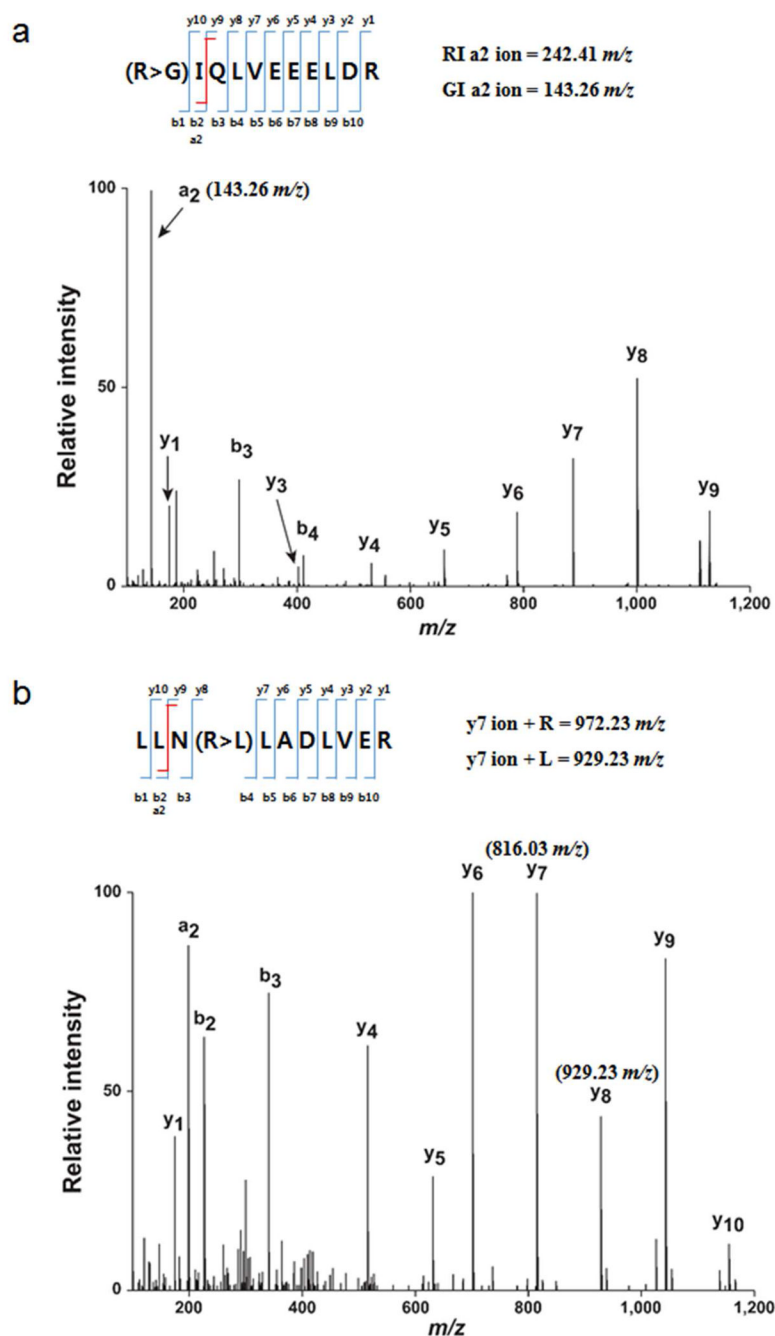 a
y10 y9 y8 y7 y6 y5 y4 y3 y2 y1
(R>G) I Q L V E E E L D R
b1 b2 b3 b4 b5 b6 b7 b8 b9 b10
a2
RI a2 ion = 242.41 m/z
GI a2 ion = 143.26 m/z
100
a2 (143.26 m/z)
Relative intensity
50
y1
b3
y3
b4
y4
y5
y6
y7
y8
y9
0
200 400 600 800 1,000 1,200
m/z
b
y10 y9 y8 y7 y6 y5 y4 y3 y2 y1
L L N (R>L) L A D L V E R
b1 b2 b3 b4 b5 b6 b7 b8 b9 b10
a2
y7 ion + R = 972.23 m/z
y7 ion + L = 929.23 m/z
(816.03 m/z)
100
a2
b2
b3
y1
y4
y5
y6
y7
(929.23 m/z)
y8
y9
y10
Relative intensity
50
0
200 400 600 800 1,000 1,200
m/z